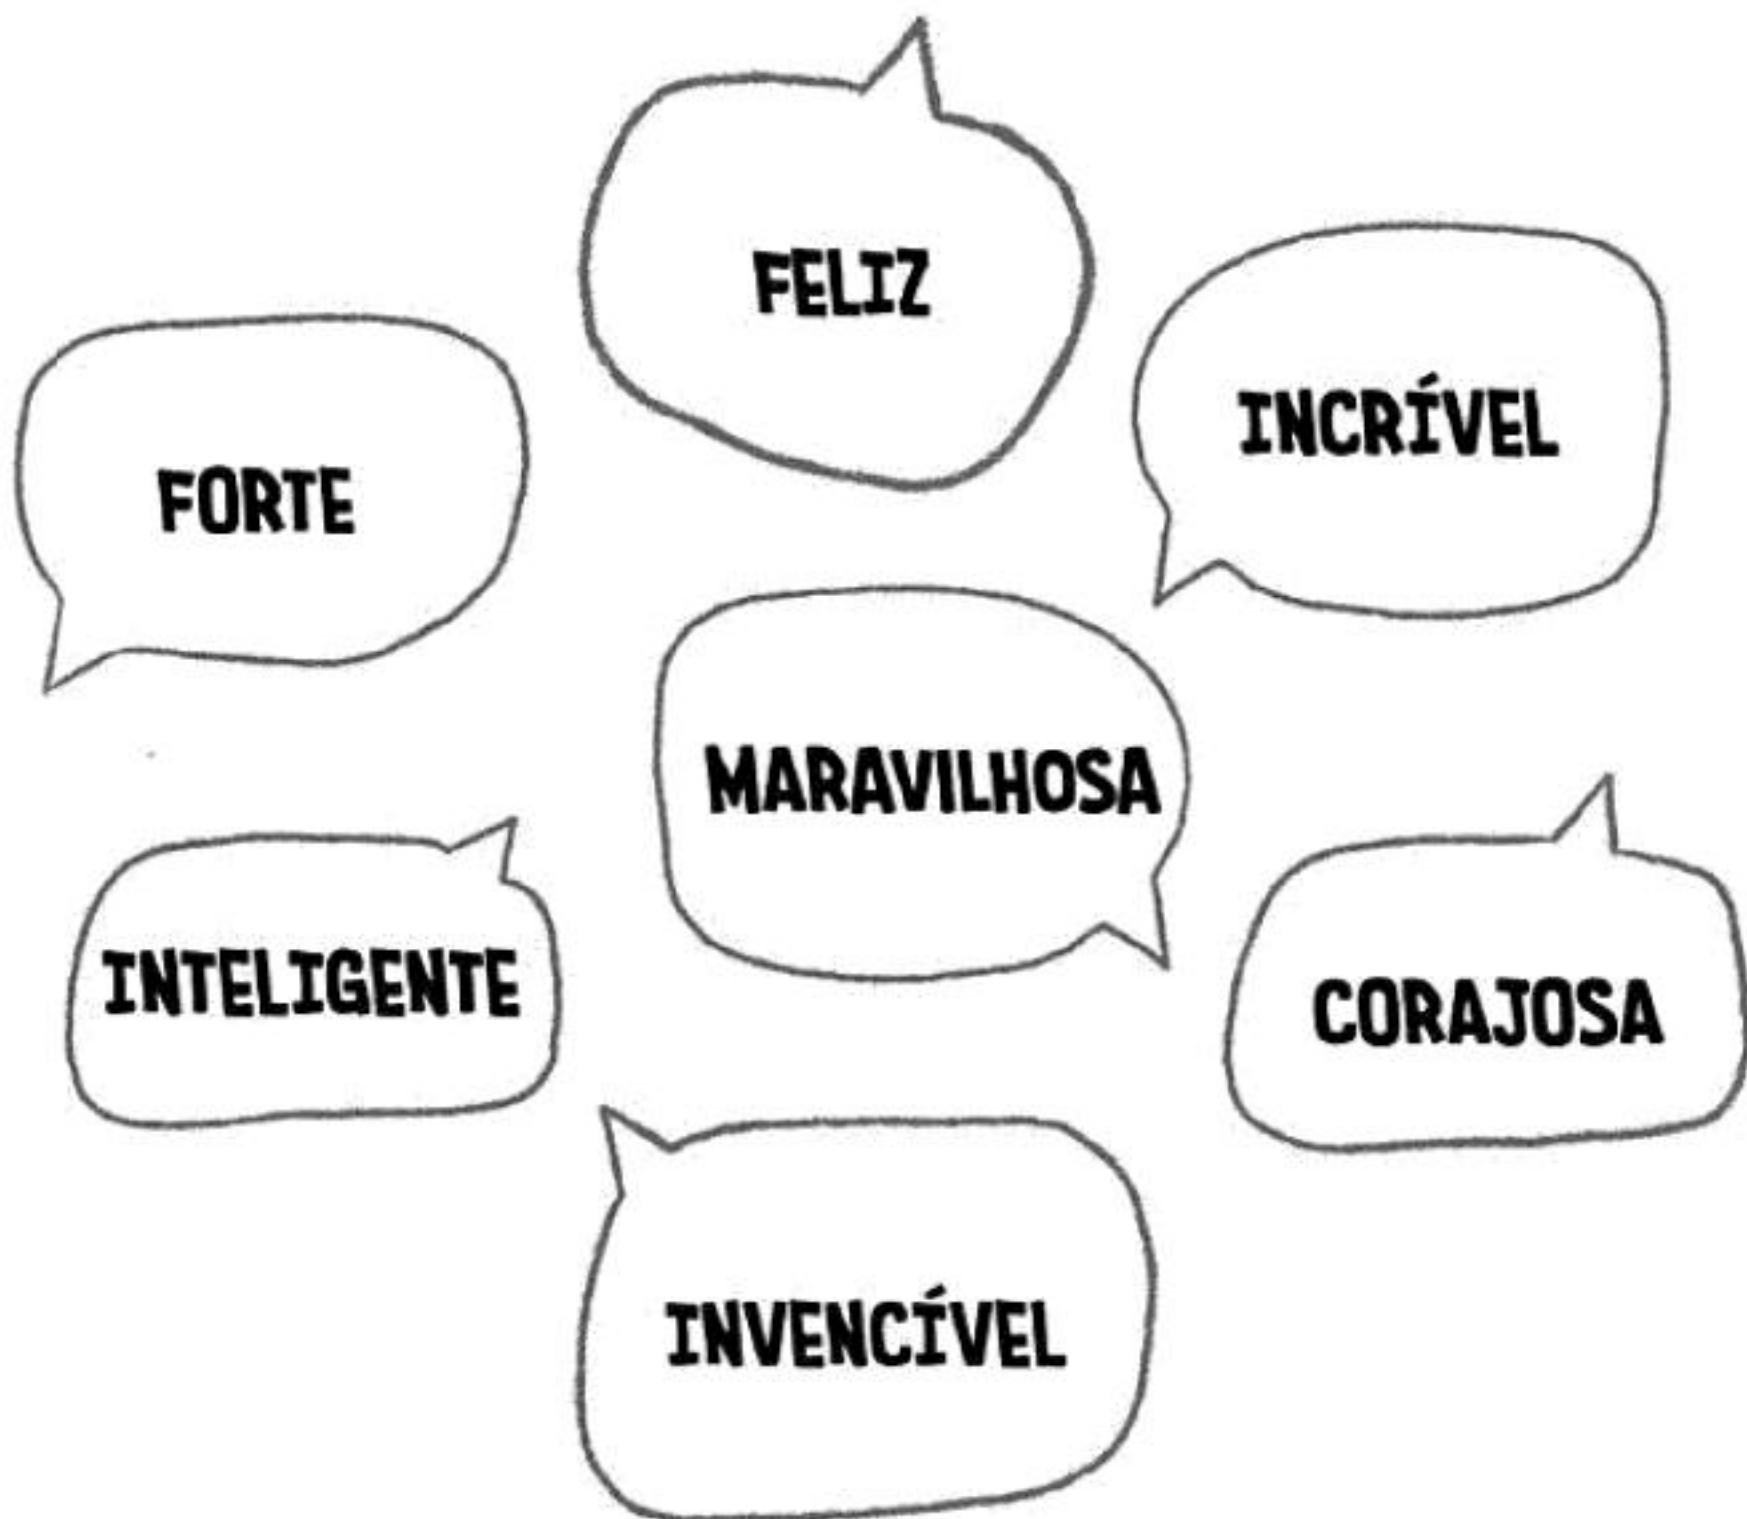 FELIZ
INCRÍVEL
FORTE
MARAVILHOSA
INTELIGENTE
CORAJOSA
INVENCÍVEL